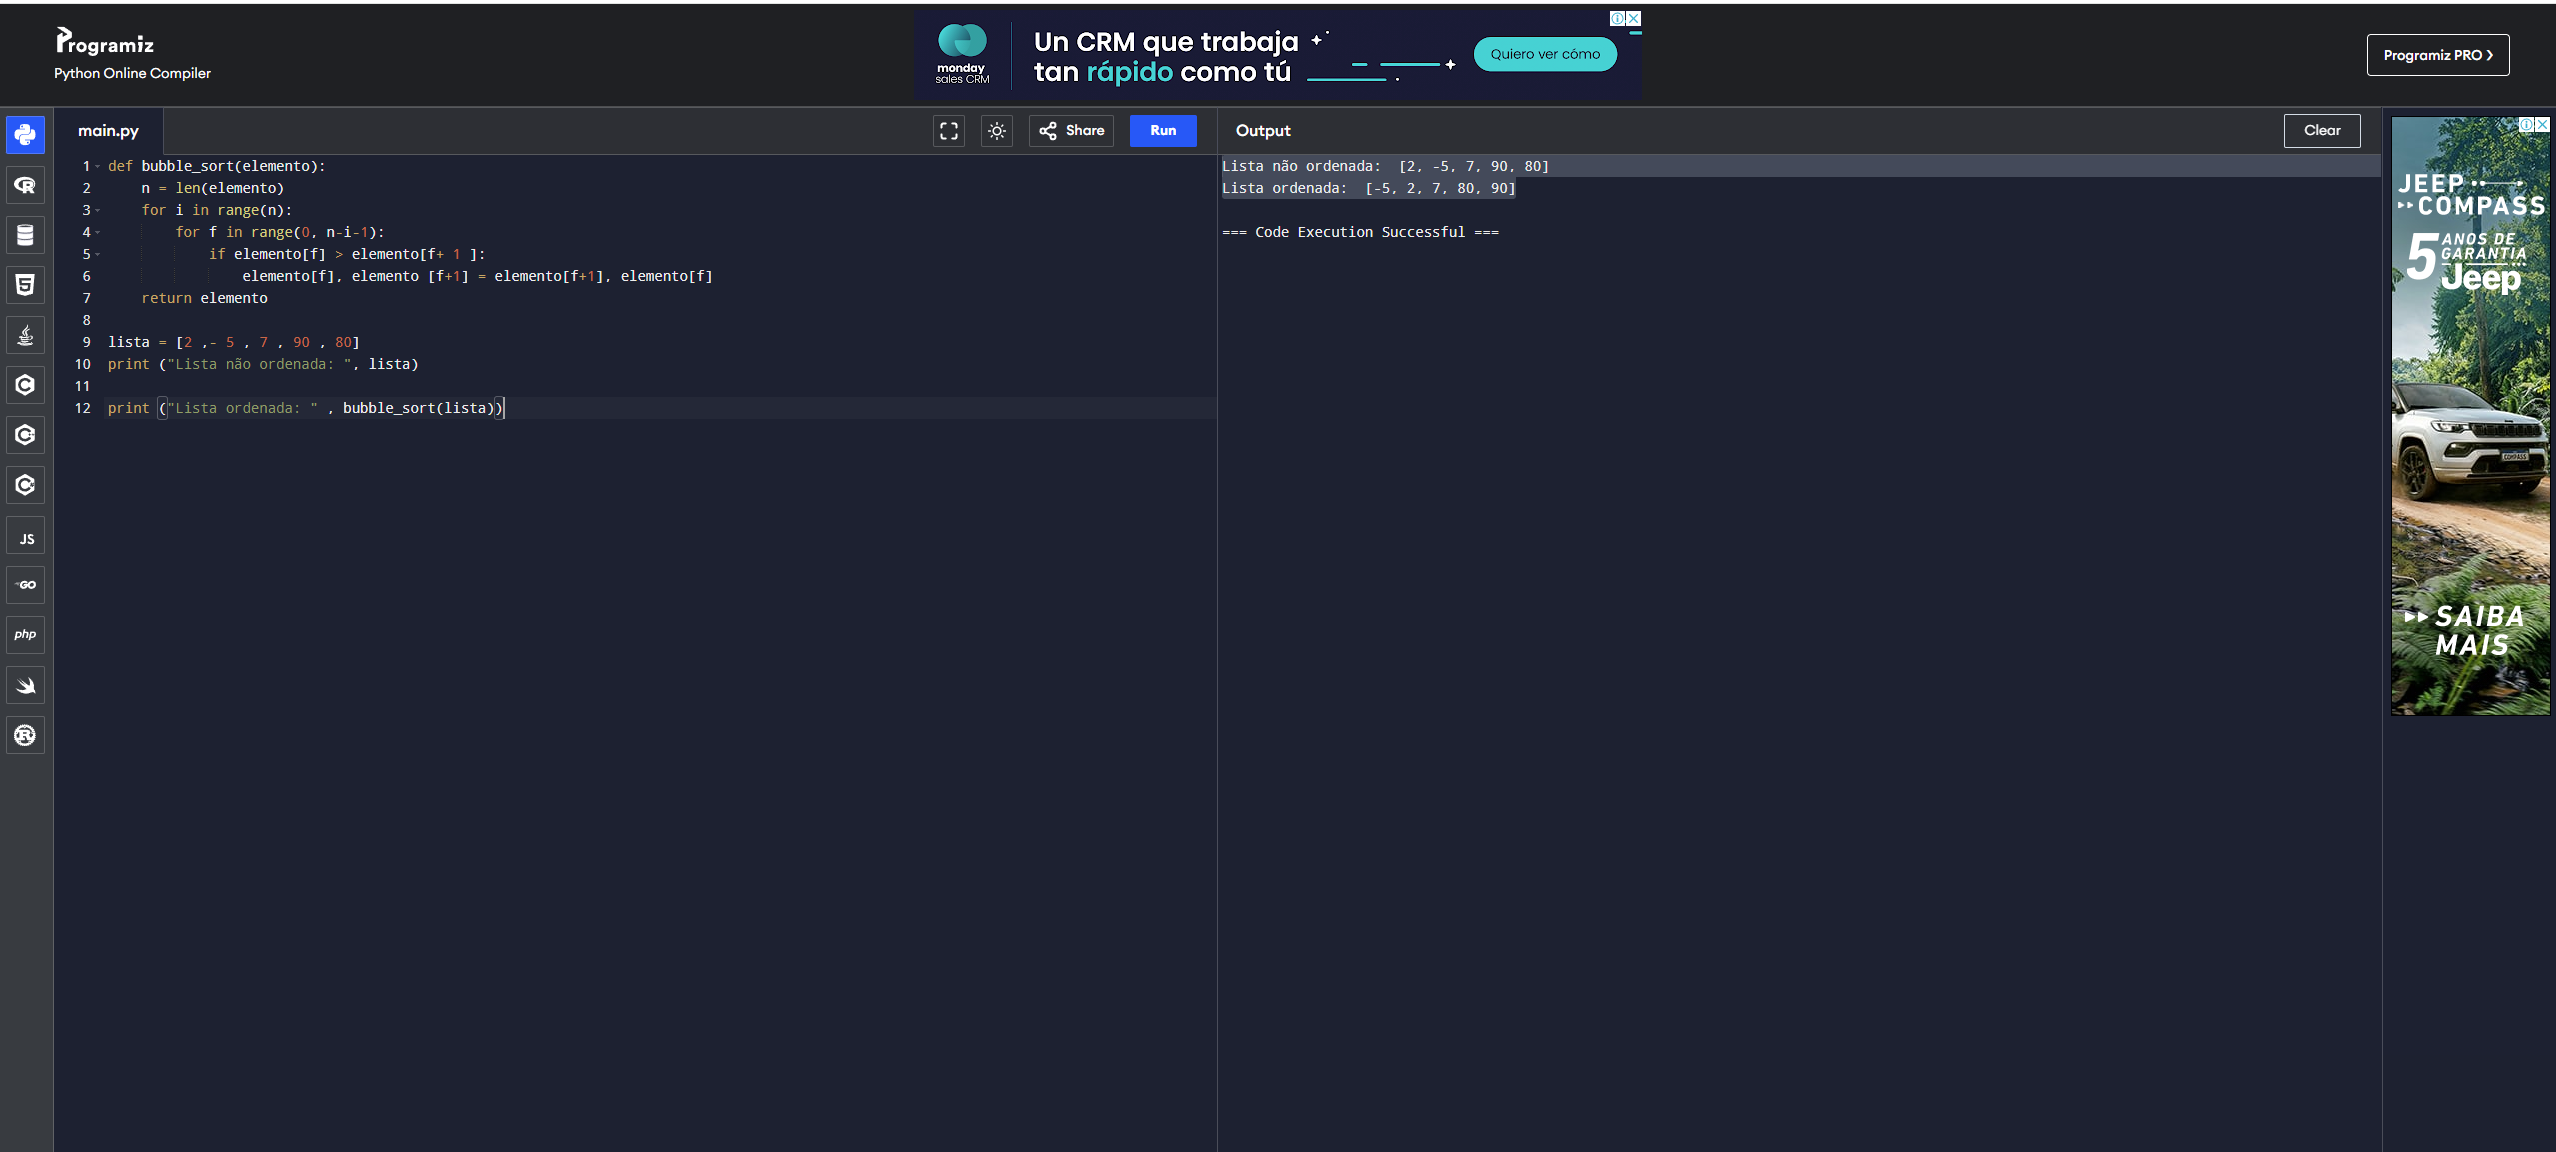 Programiz
Python Online Compiler
monday
sales CRM
Un CRM que trabaja
tan rápido como tú
Quiero ver cómo
Programiz PRO
main.py
Share
Run
Output
Clear
1 def bubble_sort(elemento):
2     n = len(elemento)
3     for i in range(n):
4         for f in range(0, n-i-1):
5             if elemento[f] > elemento[f+ 1 ]:
6                 elemento[f], elemento [f+1] = elemento[f+1], elemento[f]
7     return elemento
8
9 lista = [2 ,- 5 , 7 , 90 , 80]
10 print ("Lista não ordenada: ", lista)
11
12 print ("Lista ordenada: " , bubble_sort(lista))
Lista não ordenada:  [2, -5, 7, 90, 80]
Lista ordenada:  [-5, 2, 7, 80, 90]
=== Code Execution Successful ===
JS
GO
php
JEEP
COMPASS
5 ANOS DE
GARANTIA
Jeep
COMPASS
SAIBA
MAIS